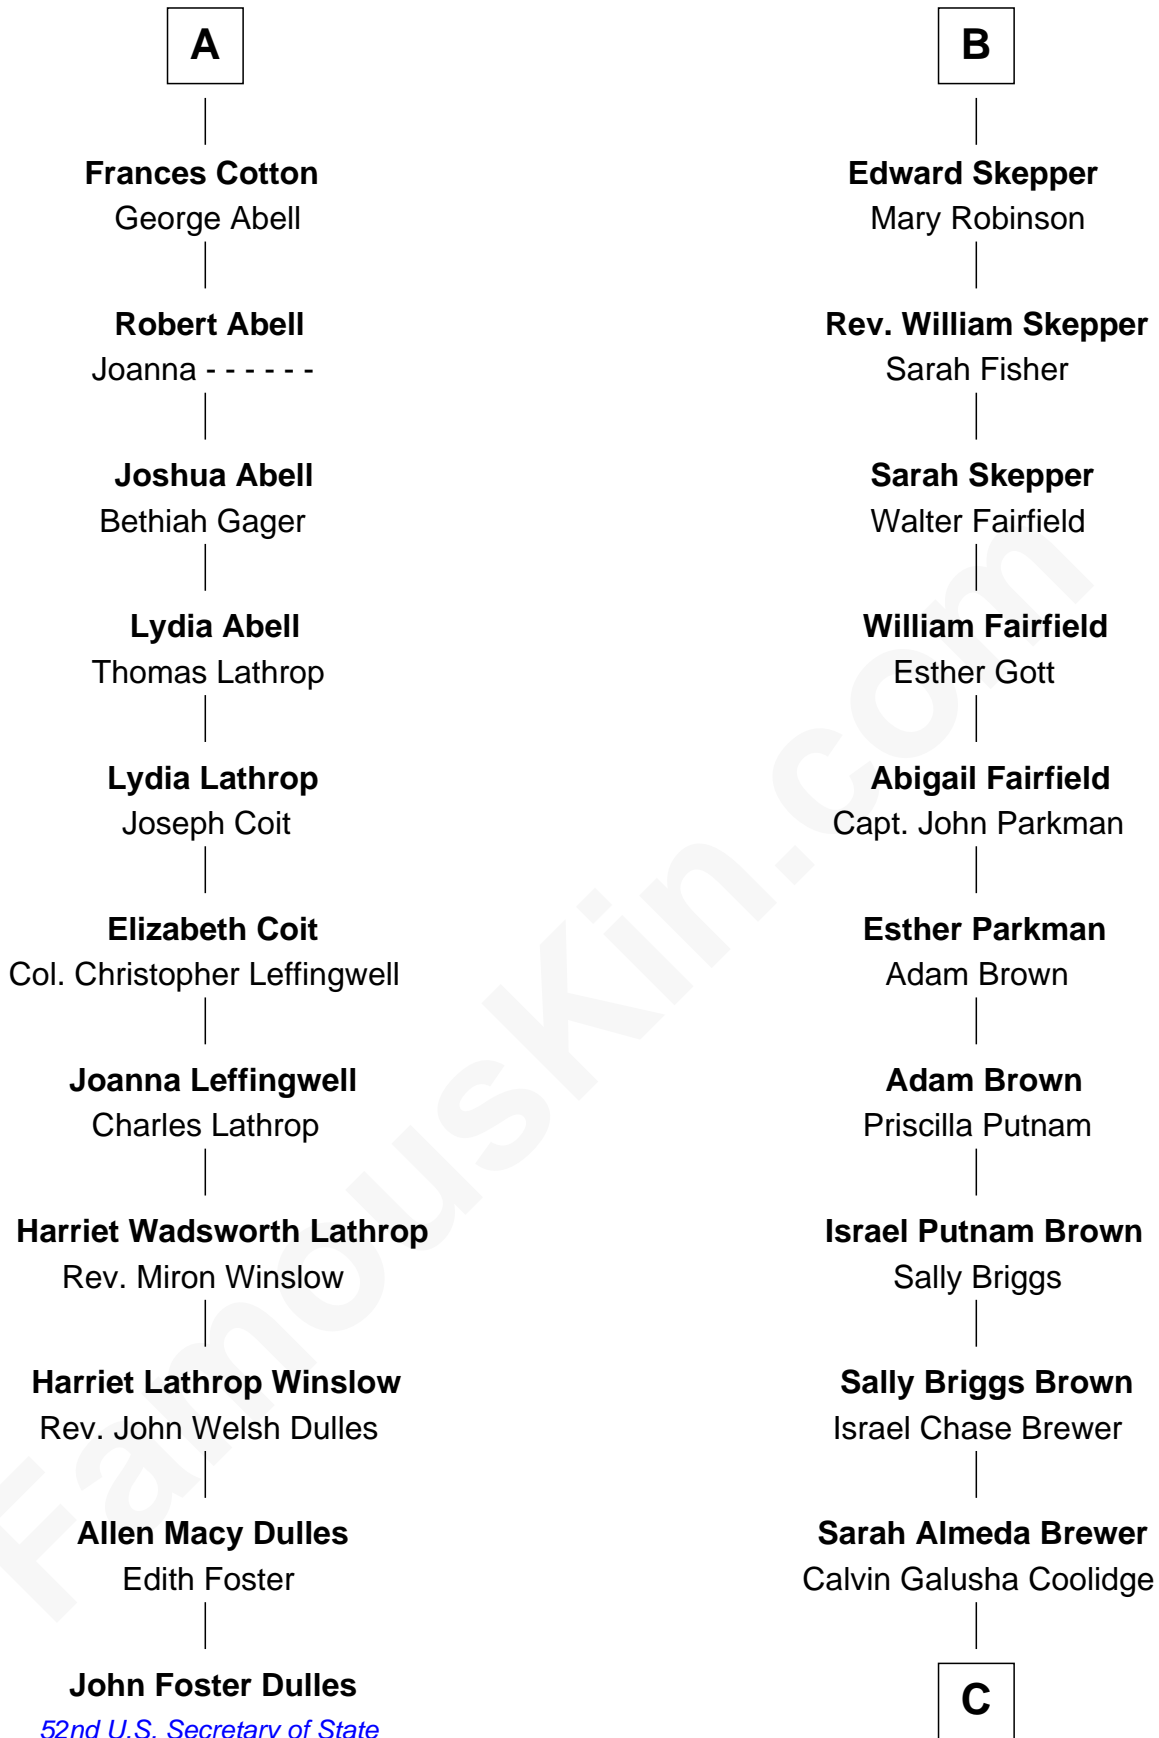 A
Frances Cotton
George Abell
Robert Abell
Joanna - - - - - -
Joshua Abell
Bethiah Gager
Lydia Abell
Thomas Lathrop
Lydia Lathrop
Joseph Coit
Elizabeth Coit
Col. Christopher Leffingwell
Joanna Leffingwell
Charles Lathrop
Harriet Wadsworth Lathrop
Rev. Miron Winslow
Harriet Lathrop Winslow
Rev. John Welsh Dulles
Allen Macy Dulles
Edith Foster
John Foster Dulles
52nd U.S. Secretary of State
B
Edward Skepper
Mary Robinson
Rev. William Skepper
Sarah Fisher
Sarah Skepper
Walter Fairfield
William Fairfield
Esther Gott
Abigail Fairfield
Capt. John Parkman
Esther Parkman
Adam Brown
Adam Brown
Priscilla Putnam
Israel Putnam Brown
Sally Briggs
Sally Briggs Brown
Israel Chase Brewer
Sarah Almeda Brewer
Calvin Galusha Coolidge
C
FamousKin.com